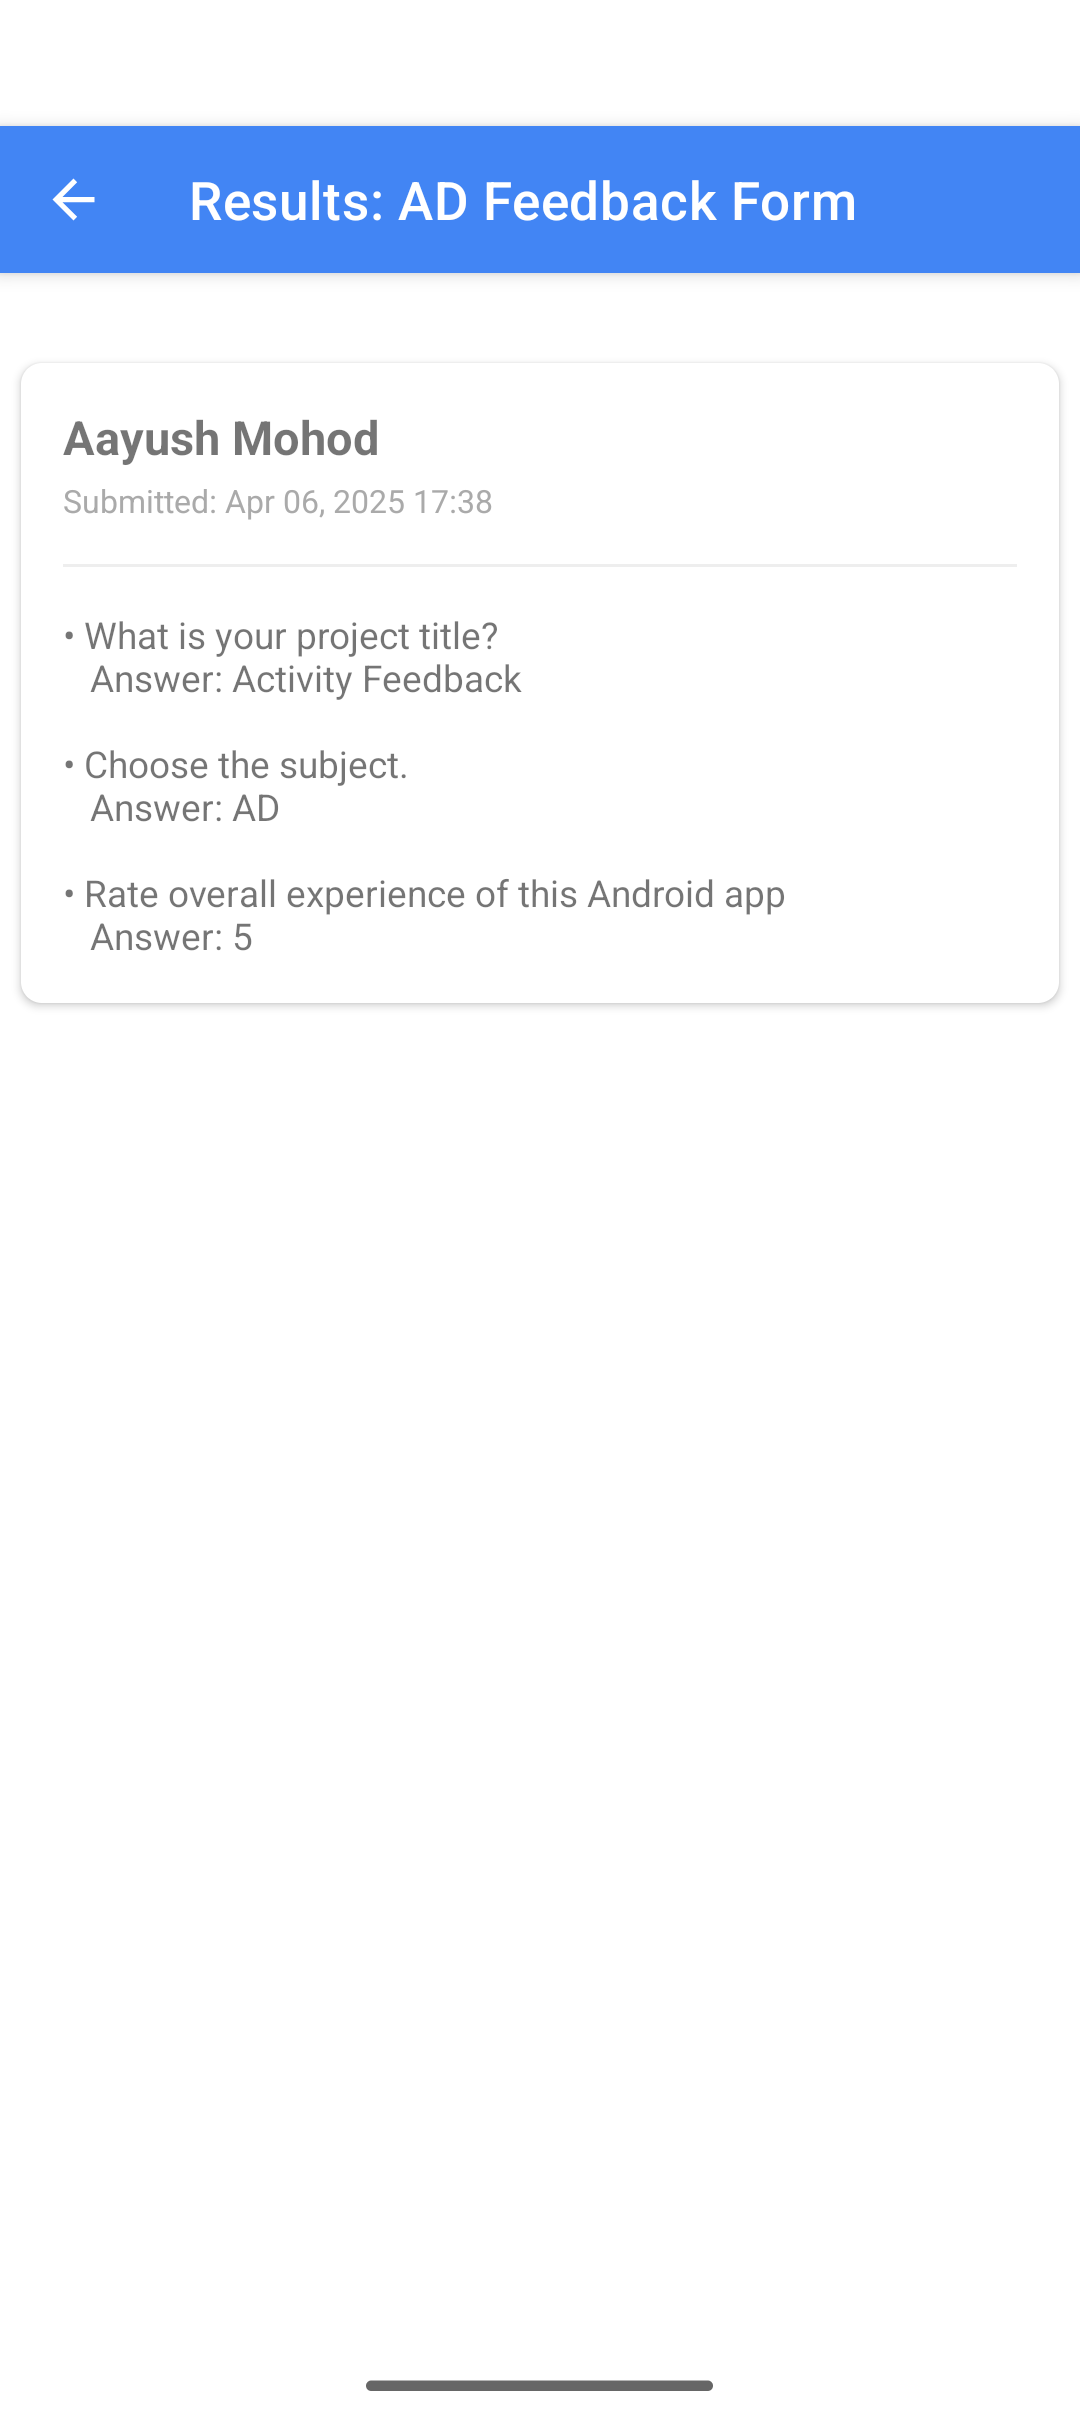 Results: AD Feedback Form
Aayush Mohod
Submitted: Apr 06, 2025 17:38
• What is your project title?
Answer: Activity Feedback
• Choose the subject.
Answer: AD
• Rate overall experience of this Android app
Answer: 5